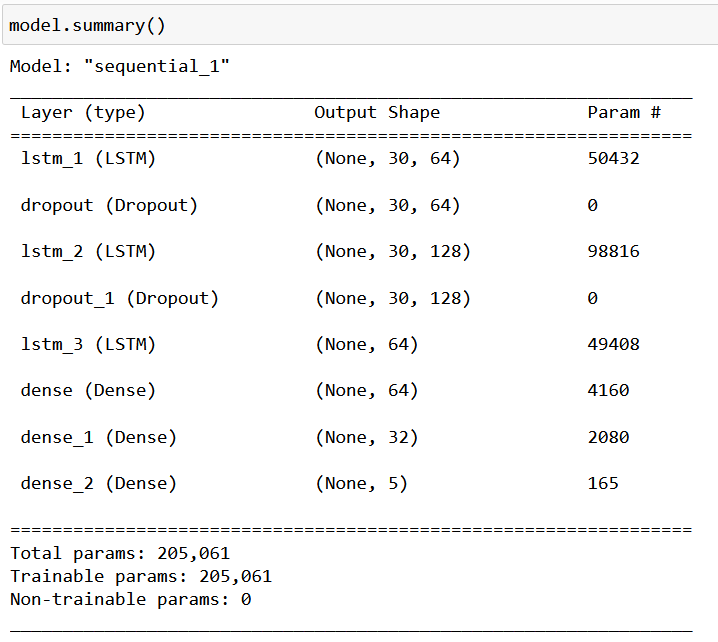 model.summary()
Model: "sequential_1"
_________________________________________________________________
Layer (type)                Output Shape              Param #
=================================================================
lstm_1 (LSTM)               (None, 30, 64)            50432
dropout (Dropout)           (None, 30, 64)            0
lstm_2 (LSTM)               (None, 30, 128)           98816
dropout_1 (Dropout)         (None, 30, 128)           0
lstm_3 (LSTM)               (None, 64)                49408
dense (Dense)               (None, 64)                4160
dense_1 (Dense)             (None, 32)                2080
dense_2 (Dense)             (None, 5)                 165
=================================================================
Total params: 205,061
Trainable params: 205,061
Non-trainable params: 0
_________________________________________________________________